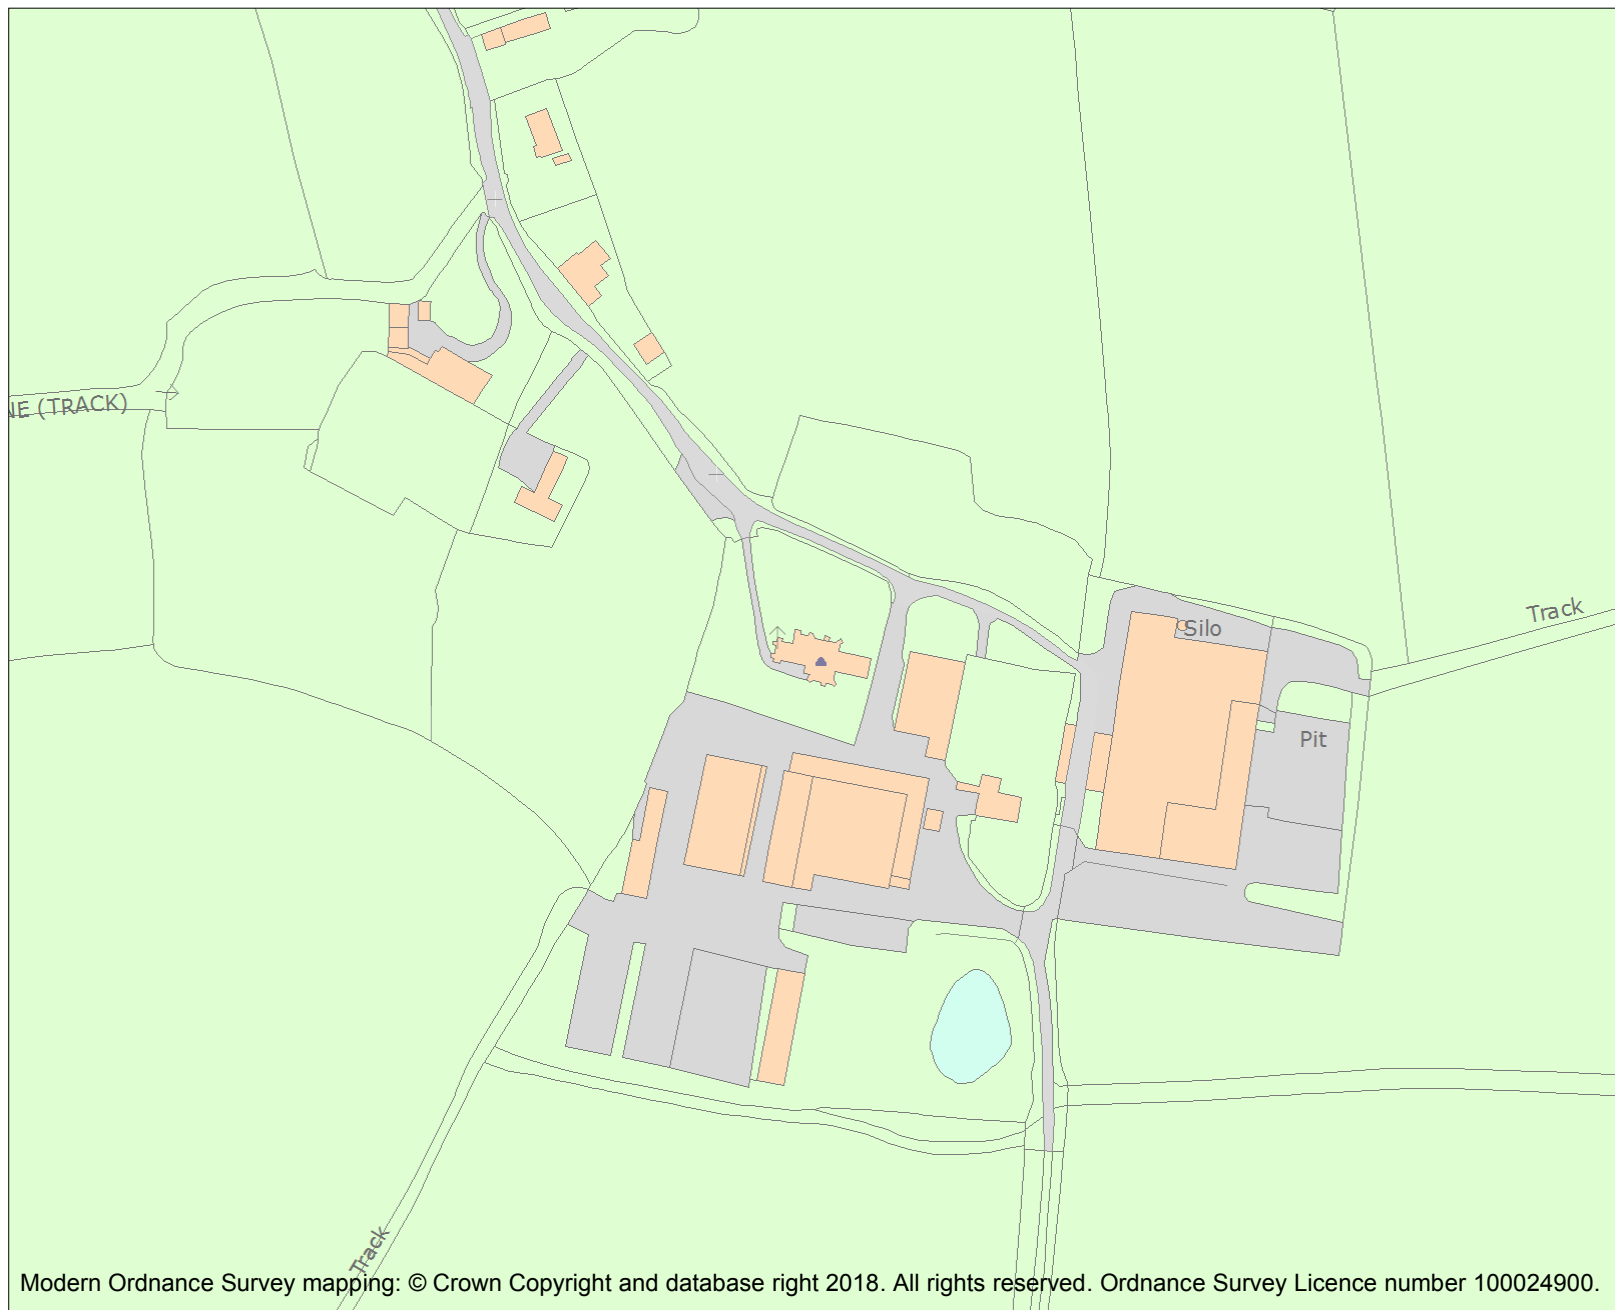 NE (TRACK)
Track
Silo
Pit
Track
Modern Ordnance Survey mapping: © Crown Copyright and database right 2018. All rights reserved. Ordnance Survey Licence number 100024900.